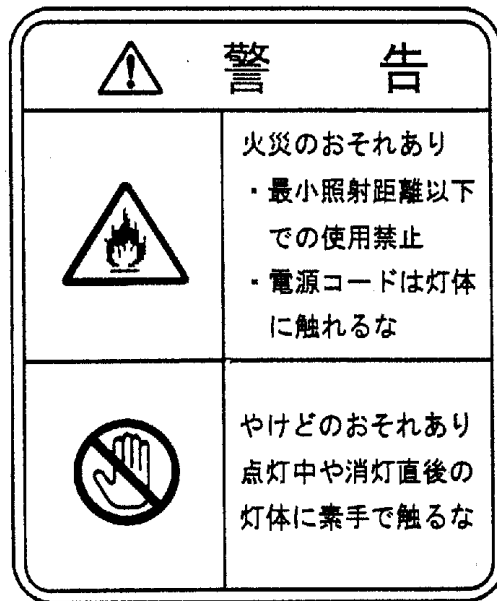 警告
火災のおそれあり
・最小照射距離以下
での使用禁止
・電源コードは灯体
に触れるな
やけどのおそれあり
点灯中や消灯直後の
灯体に素手で触るな